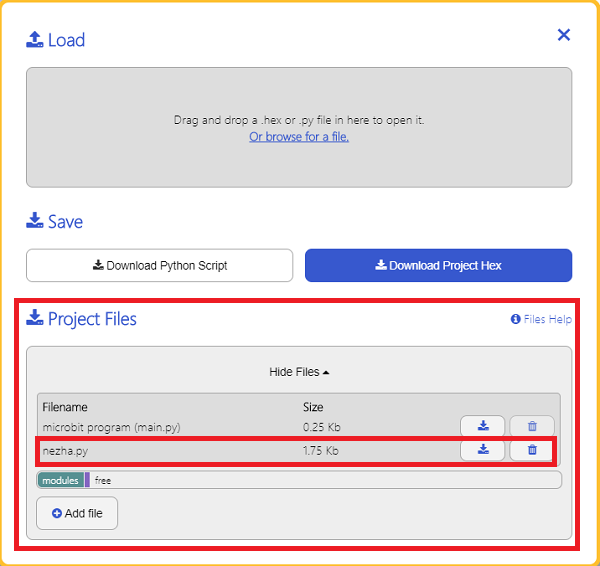 Load
Drag and drop a .hex or .py file in here to open it.
Or browse for a file.
Save
Download Python Script
Download Project Hex
Project Files
Files Help
Hide Files
Filename Size
microbit program (main.py) 0.25 Kb
nezha.py 1.75 Kb
modules free
Add file